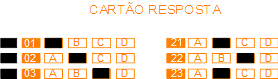 CARTÃO RESPOSTA
01 B C D 21 A C D
02 A C D 22 A B D
03 A B D 23 A C D